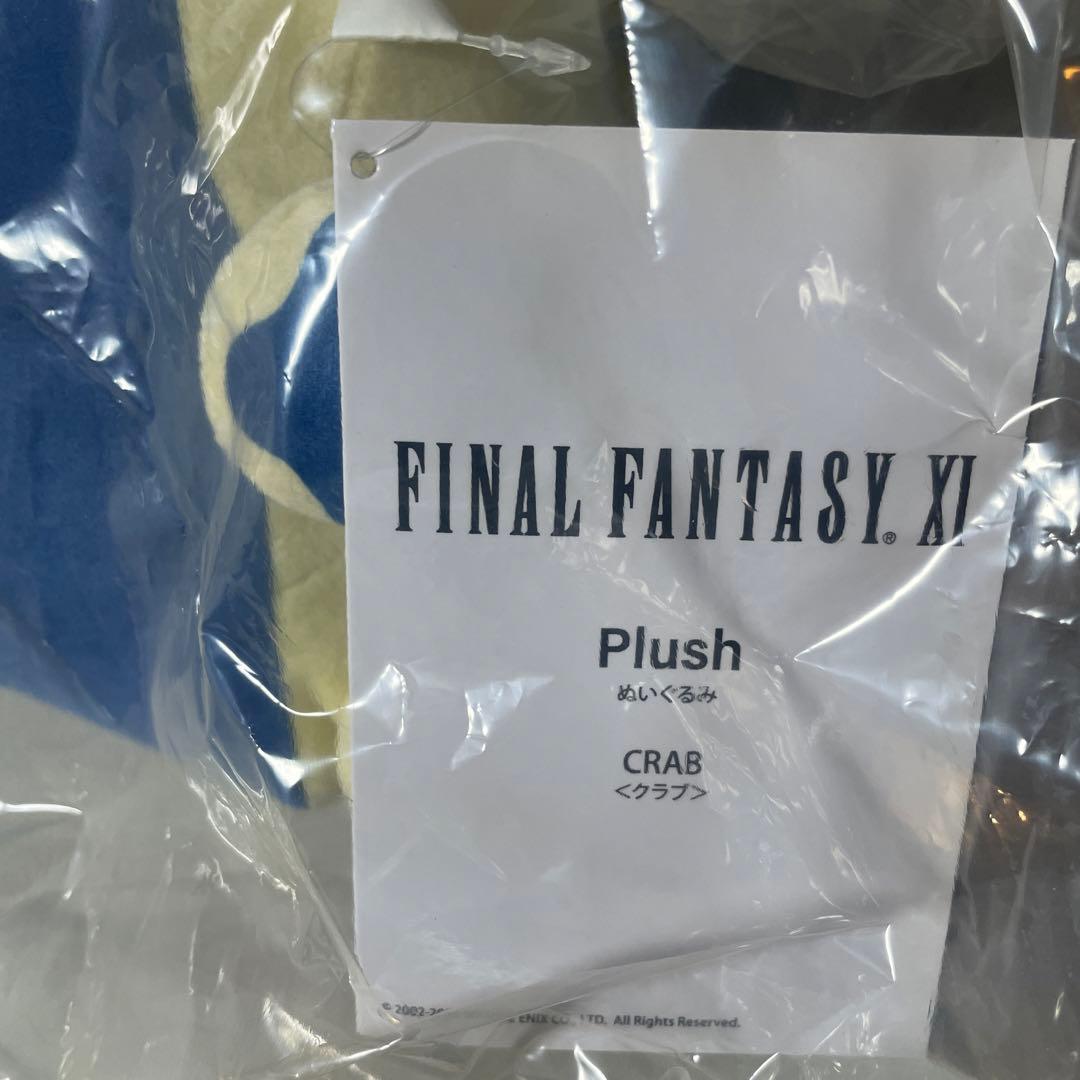 FINAL FANTASY® XI
Plush
ぬいぐるみ
CRAB
<クラブ>
© 2002- ENIX CO., LTD. All Rights Reserved.